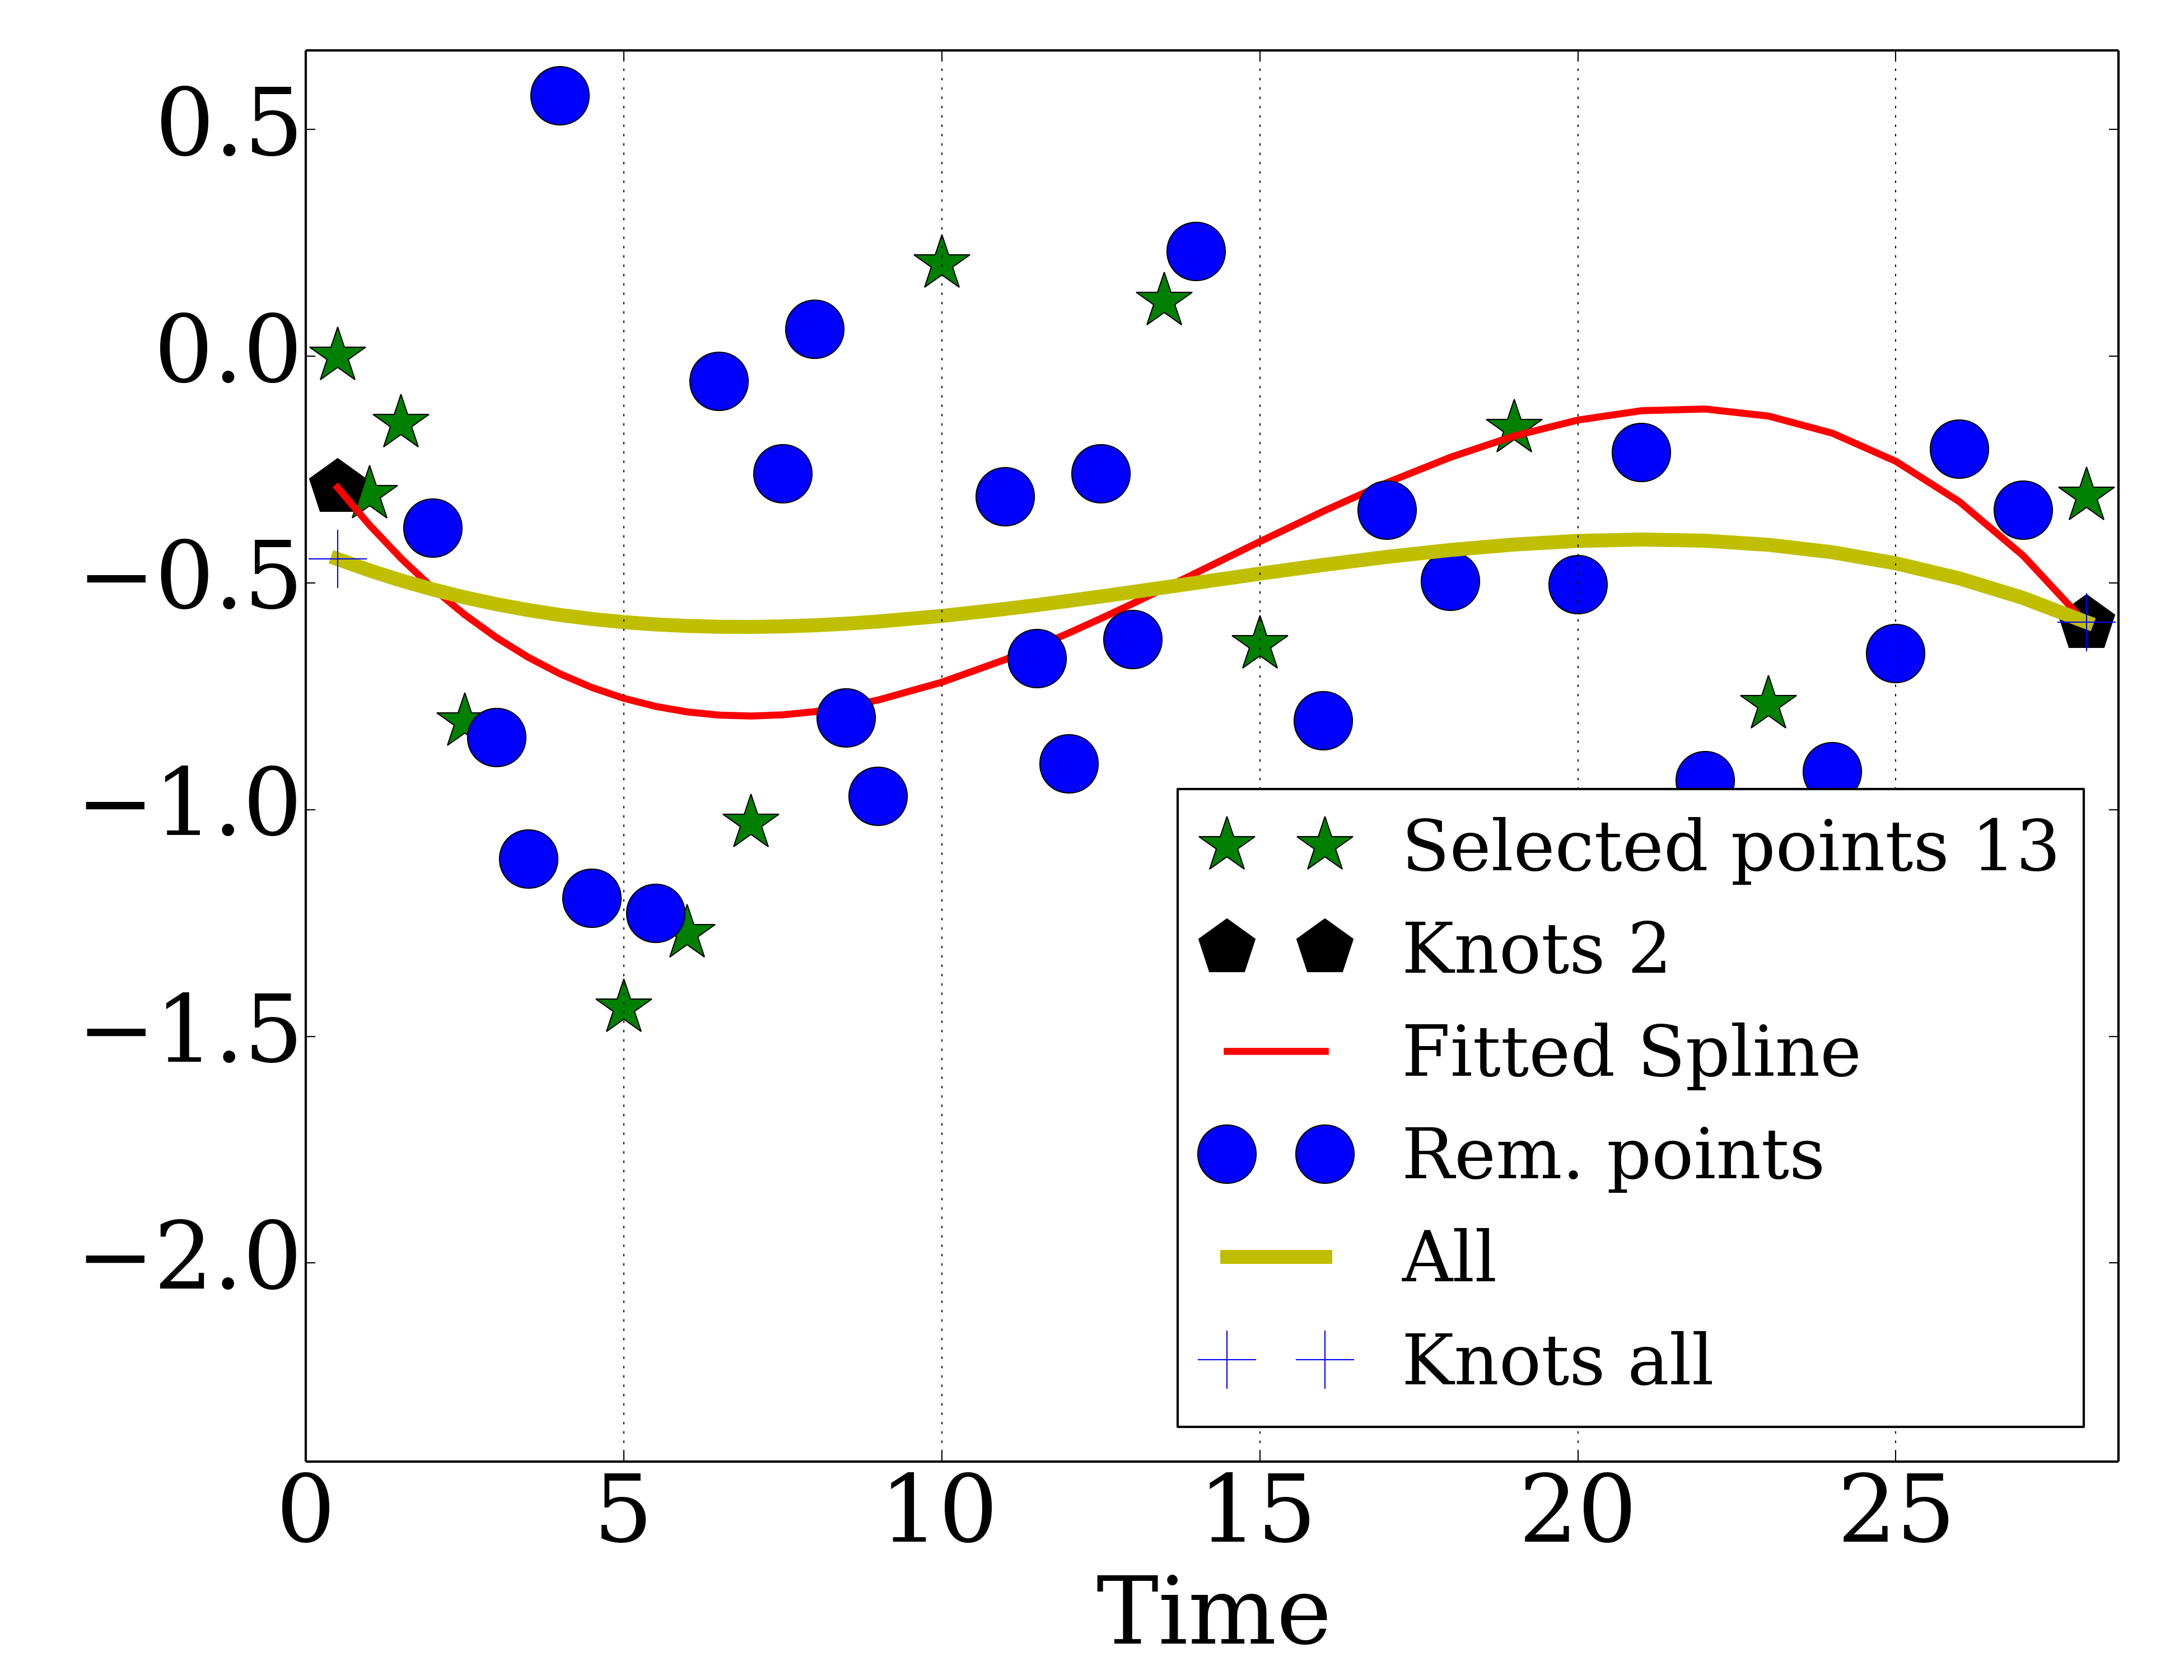 0.5
0.0
−0.5
−1.0
−1.5
−2.0
Selected points 13
Knots 2
Fitted Spline
Rem. points
All
Knots all
0 5 10 15 20 25
Time